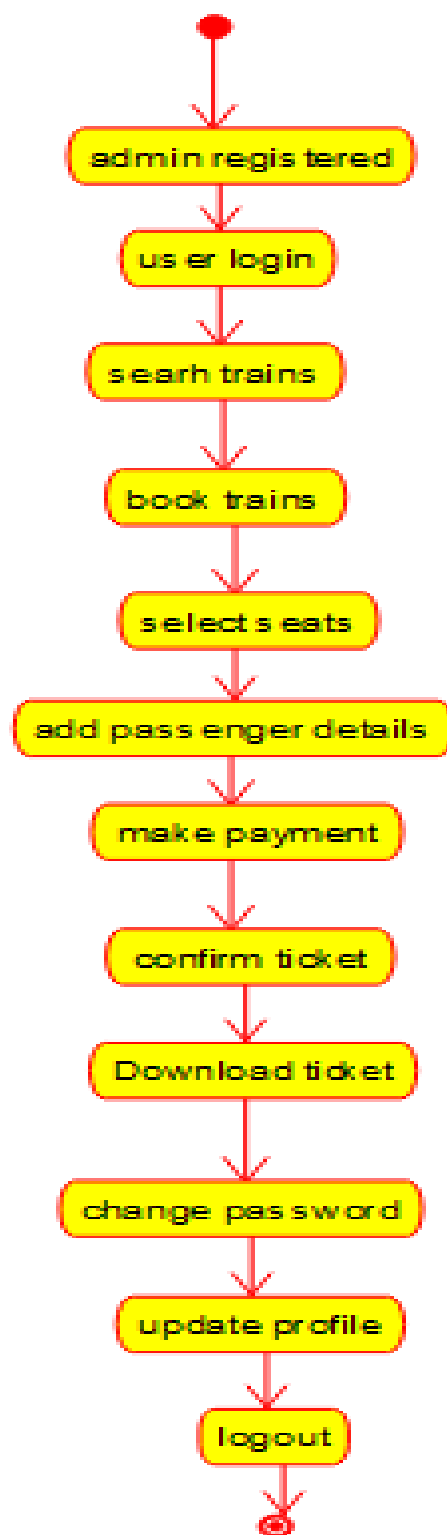 admin registered
user login
searh trains
book trains
select seats
add passenger details
make payment
confirm ticket
Download ticket
change password
update profile
logout